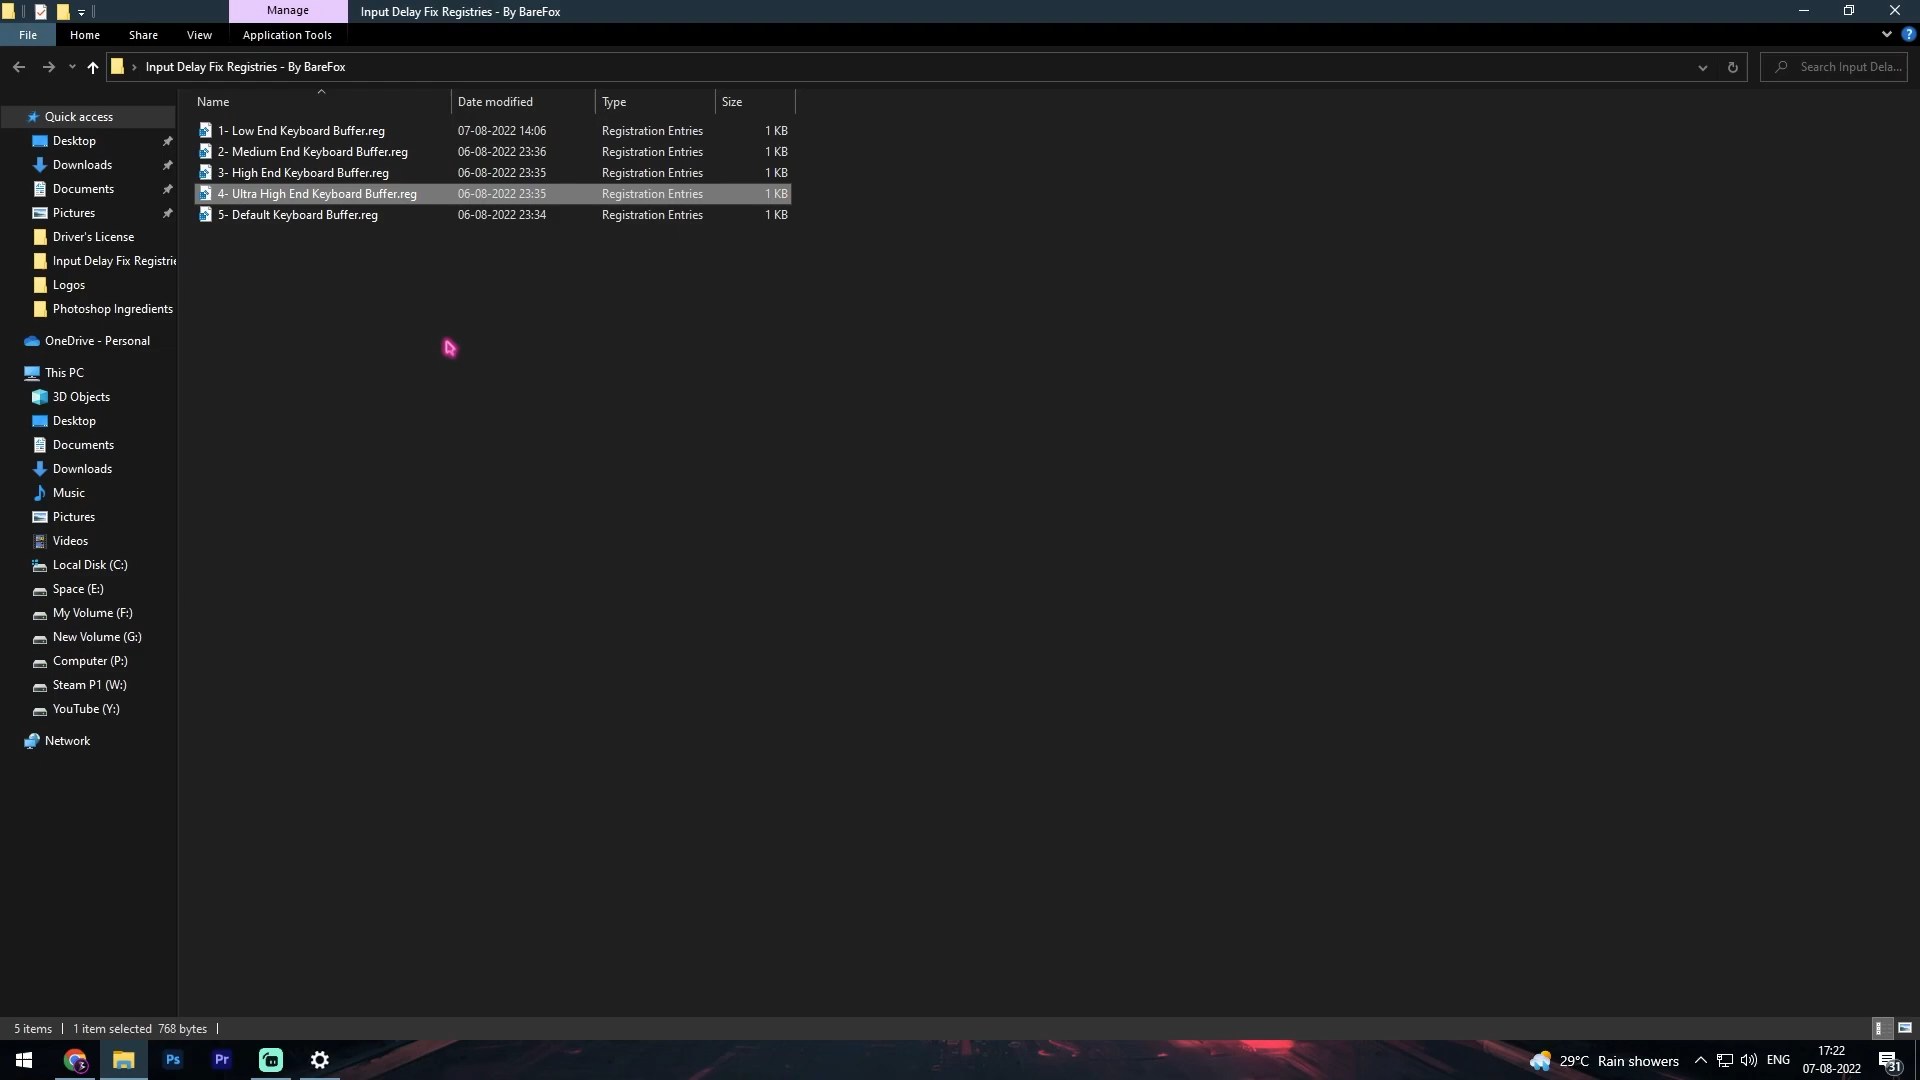 Manage
Input Delay Fix Registries - By BareFox
File
Home
Share
View
Application Tools
Input Delay Fix Registries - By BareFox
Search Input Dela...
Name
Date modified
Type
Size
1- Low End Keyboard Buffer.reg 07-08-2022 14:06 Registration Entries 1 KB
2- Medium End Keyboard Buffer.reg 06-08-2022 23:36 Registration Entries 1 KB
3- High End Keyboard Buffer.reg 06-08-2022 23:35 Registration Entries 1 KB
4- Ultra High End Keyboard Buffer.reg 06-08-2022 23:35 Registration Entries 1 KB
5- Default Keyboard Buffer.reg 06-08-2022 23:34 Registration Entries 1 KB
Quick access
Desktop
Downloads
Documents
Pictures
Driver's License
Input Delay Fix Registrie
Logos
Photoshop Ingredients
OneDrive - Personal
This PC
3D Objects
Desktop
Documents
Downloads
Music
Pictures
Videos
Local Disk (C:)
Space (E:)
My Volume (F:)
New Volume (G:)
Computer (P:)
Steam P1 (W:)
YouTube (Y:)
Network
5 items
1 item selected 768 bytes
Ps
Pr
29°C Rain showers
ENG
17:22
07-08-2022
31